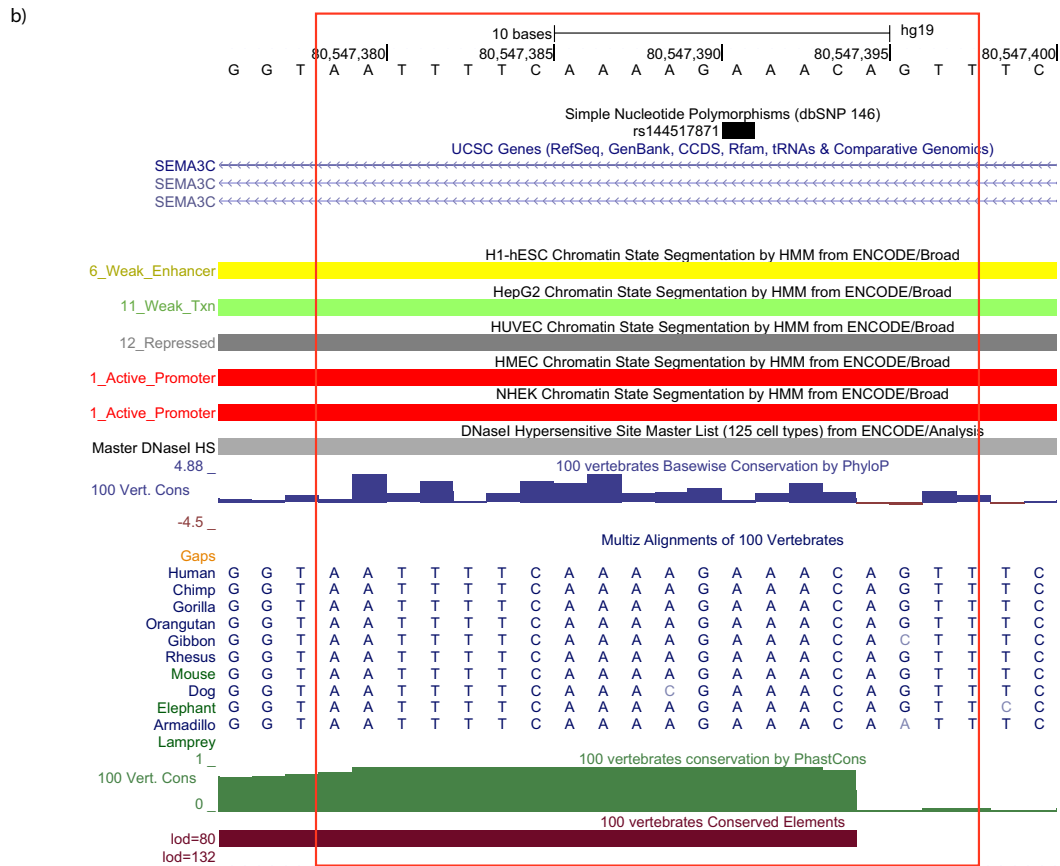 b)
10 bases hg19
80,547,380 80,547,385 80,547,390 80,547,395 80,547,400
G G T A A T T T T C A A A A G A A A C A G T T T C
Simple Nucleotide Polymorphisms (dbSNP 146)
rs144517871
UCSC Genes (RefSeq, GenBank, CCDS, Rfam, tRNAs & Comparative Genomics)
SEMA3C
SEMA3C
SEMA3C
H1-hESC Chromatin State Segmentation by HMM from ENCODE/Broad
6_Weak_Enhancer
HepG2 Chromatin State Segmentation by HMM from ENCODE/Broad
11_Weak_Txn
HUVEC Chromatin State Segmentation by HMM from ENCODE/Broad
12_Repressed
HMEC Chromatin State Segmentation by HMM from ENCODE/Broad
1_Active_Promoter
NHEK Chromatin State Segmentation by HMM from ENCODE/Broad
1_Active_Promoter
DNaseI Hypersensitive Site Master List (125 cell types) from ENCODE/Analysis
Master DNaseI HS
4.88 _ 100 vertebrates Basewise Conservation by PhyloP
100 Vert. Cons
-4.5 _
Multiz Alignments of 100 Vertebrates
Gaps
Human G G T A A T T T T C A A A A G A A A C A G T T T C
Chimp G G T A A T T T T C A A A A G A A A C A G T T T C
Gorilla G G T A A T T T T C A A A A G A A A C A G T T T C
Orangutan G G T A A T T T T C A A A A G A A A C A G T T T C
Gibbon G G T A A T T T T C A A A A G A A A C A C T T T C
Rhesus G G T A A T T T T C A A A A G A A A C A G T T T C
Mouse G G T A A T T T T C A A A A G A A A C A G T T T C
Dog G G T A A T T T T C A A A C G A A A C A G T T T C
Elephant G G T A A T T T T C A A A A G A A A C A G T T C C
Armadillo G G T A A T T T T C A A A A G A A A C A A T T T C
Lamprey
1 _ 100 vertebrates conservation by PhastCons
100 Vert. Cons
0 _
100 vertebrates Conserved Elements
lod=80
lod=132